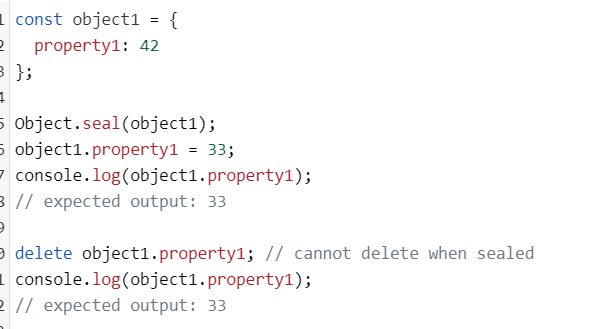 const object1 = {
  property1: 42
};
Object.seal(object1);
object1.property1 = 33;
console.log(object1.property1);
// expected output: 33
delete object1.property1; // cannot delete when sealed
console.log(object1.property1);
// expected output: 33